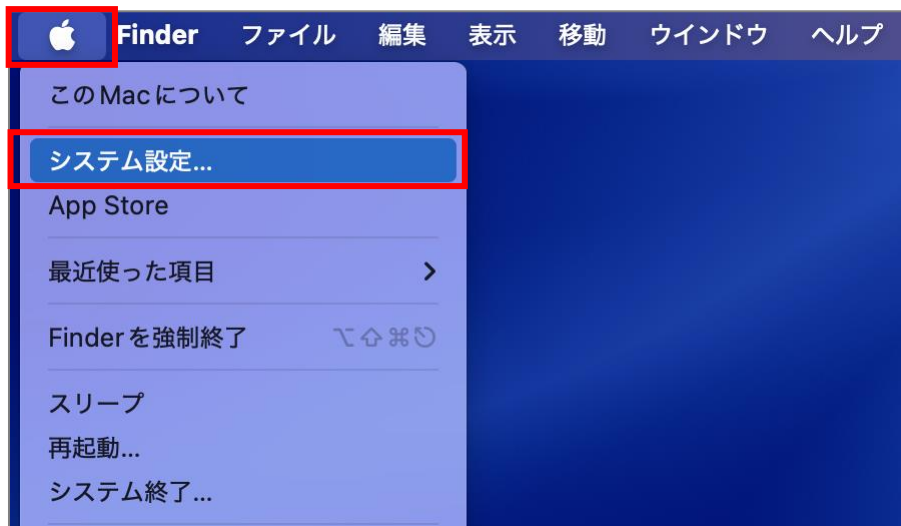 Finder ファイル 編集 表示 移動 ウインドウ ヘルプ
このMacについて
システム設定...
App Store
最近使った項目
Finderを強制終了 ⌥⇧⌘⎋
スリープ
再起動...
システム終了...